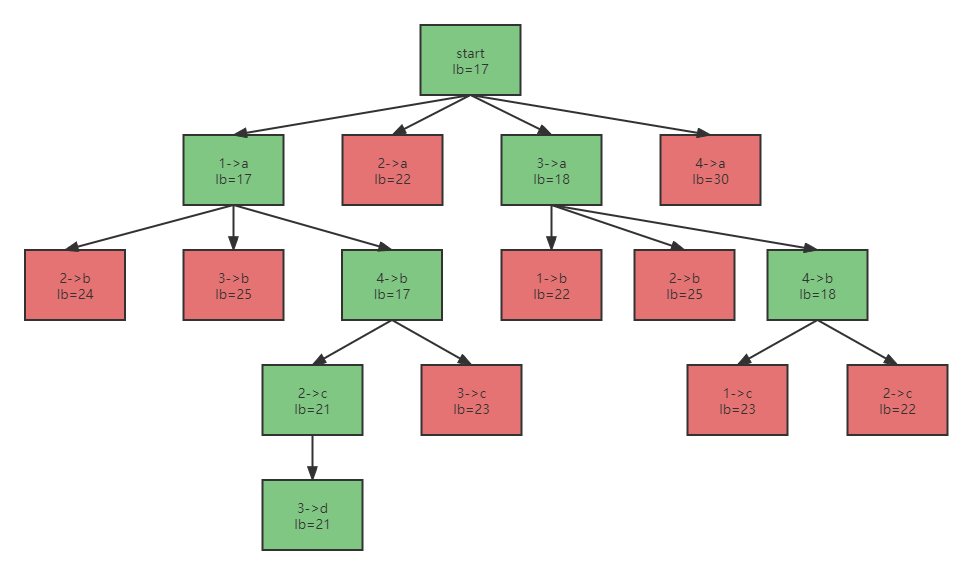 start
lb=17
1->a
lb=17
2->a
lb=22
3->a
lb=18
4->a
lb=30
2->b
lb=24
3->b
lb=25
4->b
lb=17
1->b
lb=22
2->b
lb=25
4->b
lb=18
2->c
lb=21
3->c
lb=23
1->c
lb=23
2->c
lb=22
3->d
lb=21